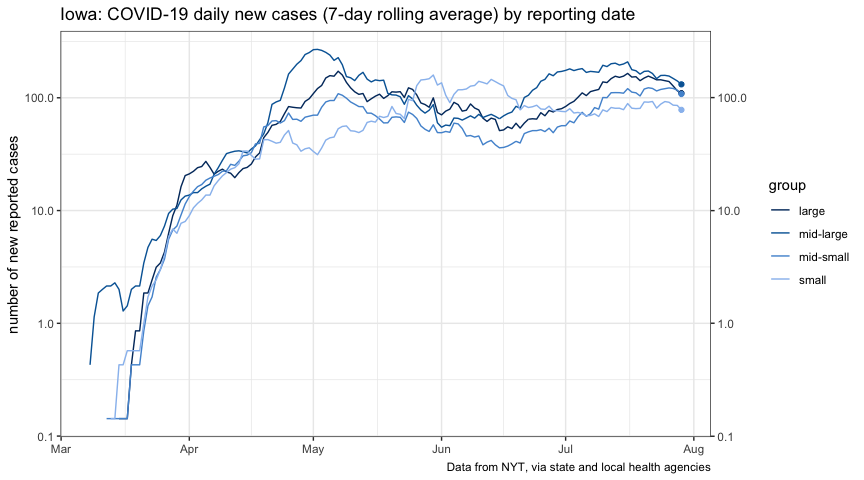 Iowa: COVID-19 daily new cases (7-day rolling average) by reporting date
number of new reported cases
100.0
10.0
1.0
0.1
100.0
10.0
1.0
0.1
Mar Apr May Jun Jul Aug
group
large
mid-large
mid-small
small
Data from NYT, via state and local health agencies